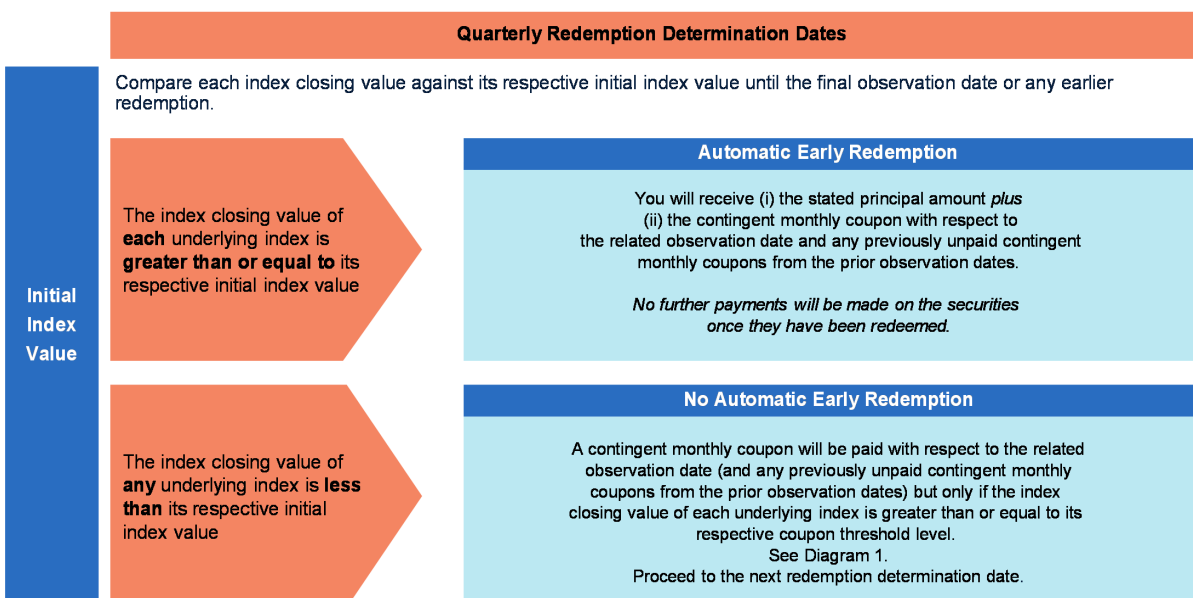 Quarterly Redemption Determination Dates
Compare each index closing value against its respective initial index value until the final observation date or any earlier
redemption.
Initial
Index
Value
The index closing value of
each underlying index is
greater than or equal to its
respective initial index value
Automatic Early Redemption
You will receive (i) the stated principal amount plus
(ii) the contingent monthly coupon with respect to
the related observation date and any previously unpaid contingent
monthly coupons from the prior observation dates.
No further payments will be made on the securities
once they have been redeemed.
The index closing value of
any underlying index is less
than its respective initial
index value
No Automatic Early Redemption
A contingent monthly coupon will be paid with respect to the related
observation date (and any previously unpaid contingent monthly
coupons from the prior observation dates) but only if the index
closing value of each underlying index is greater than or equal to its
respective coupon threshold level.
See Diagram 1.
Proceed to the next redemption determination date.